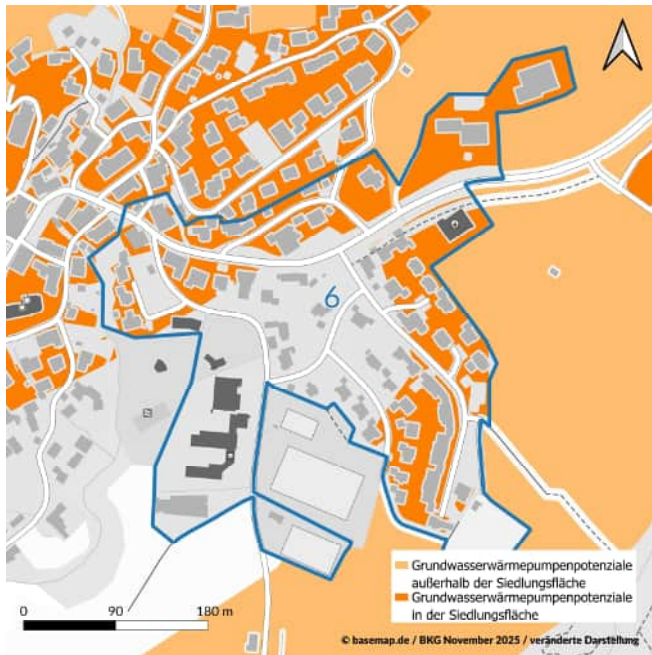 6
Grundwasserwärmepumpenpotenziale
außerhalb der Siedlungsfläche
Grundwasserwärmepumpenpotenziale
in der Siedlungsfläche
0 90 180 m
© basemap.de / BKG November 2025 / veränderte Darstellung